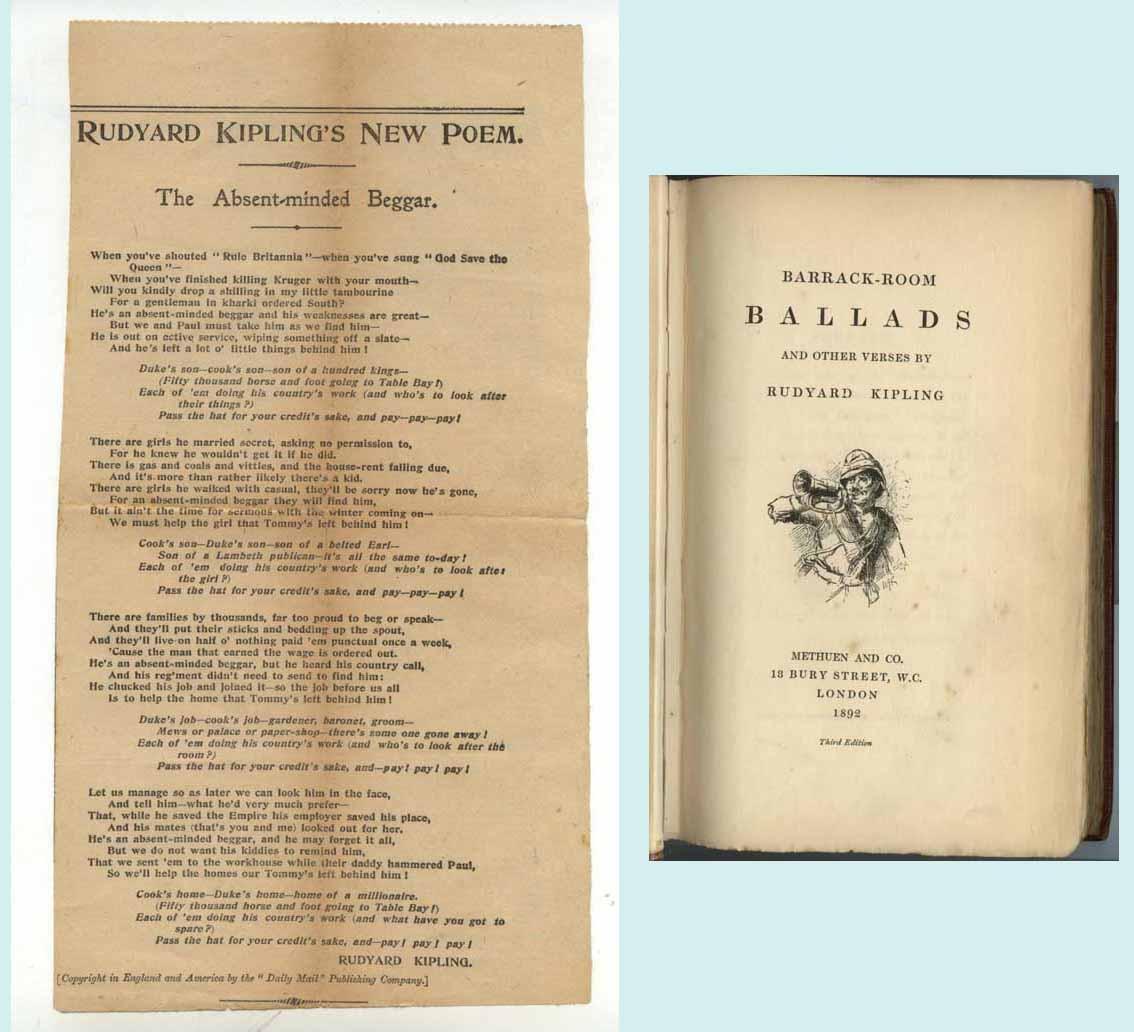 RUDYARD KIPLING'S NEW POEM.
The Absent-minded Beggar.
When you've shouted "Rule Britannia"—when you've sung "God Save the
Queen"—
When you've finished killing Kruger with your mouth—
Will you kindly drop a shilling in my little tambourine
For a gentleman in kharki ordered South?
He's an absent-minded beggar and his weaknesses are great—
But we and Paul must take him as we find him—
He is out on active service, wiping something off a slate—
And he's left a lot o' little things behind him!
Duke's son—cook's son—son of a hundred kings—
(Fifty thousand horse and foot going to Table Bay!)
Each of 'em doing his country's work (and who's to look after
their things?)
Pass the hat for your credit's sake, and pay—pay—pay!
There are girls he married secret, asking no permission to,
For he knew he wouldn't get it if he did.
There is gas and coals and vittles, and the house-rent falling due,
And it's more than rather likely there's a kid.
There are girls he walked with casual, they'll be sorry now he's gone,
For an absent-minded beggar they will find him,
But it ain't the time for sermons with the winter coming on—
We must help the girl that Tommy's left behind him!
Cook's son—Duke's son—son of a belted Earl—
Son of a Lambeth publican—it's all the same to-day!
Each of 'em doing his country's work (and who's to look after
the girl?)
Pass the hat for your credit's sake, and pay—pay—pay!
There are families by thousands, far too proud to beg or speak—
And they'll put their sticks and bedding up the spout,
And they'll live on half o' nothing paid 'em punctual once a week,
'Cause the man that earned the wage is ordered out.
He's an absent-minded beggar, but he heard his country call,
And his reg'ment didn't need to send to find him:
He chucked his job and joined it—so the job before us all
Is to help the home that Tommy's left behind him!
Duke's job—cook's job—gardener, baronet, groom—
Mews or palace or paper-shop—there's some one gone away!
Each of 'em doing his country's work (and who's to look after the
room?)
Pass the hat for your credit's sake, and—pay! pay! pay!
Let us manage so as later we can look him in the face,
And tell him—what he'd very much prefer—
That, while he saved the Empire his employer saved his place,
And his mates (that's you and me) looked out for her.
He's an absent-minded beggar, and he may forget it all,
But we do not want his kiddies to remind him,
That we sent 'em to the workhouse while their daddy hammered Paul,
So we'll help the homes our Tommy's left behind him!
Cook's home—Duke's home—home of a millionaire.
(Fifty thousand horse and foot going to Table Bay!)
Each of 'em doing his country's work (and what have you got to
spare?)
Pass the hat for your credit's sake, and—pay! pay! pay!
RUDYARD KIPLING.
[Copyright in England and America by the "Daily Mail" Publishing Company.]
BARRACK-ROOM
BALLADS
AND OTHER VERSES BY
RUDYARD KIPLING
METHUEN AND CO.
18 BURY STREET, W.C.
LONDON
1892
Third Edition